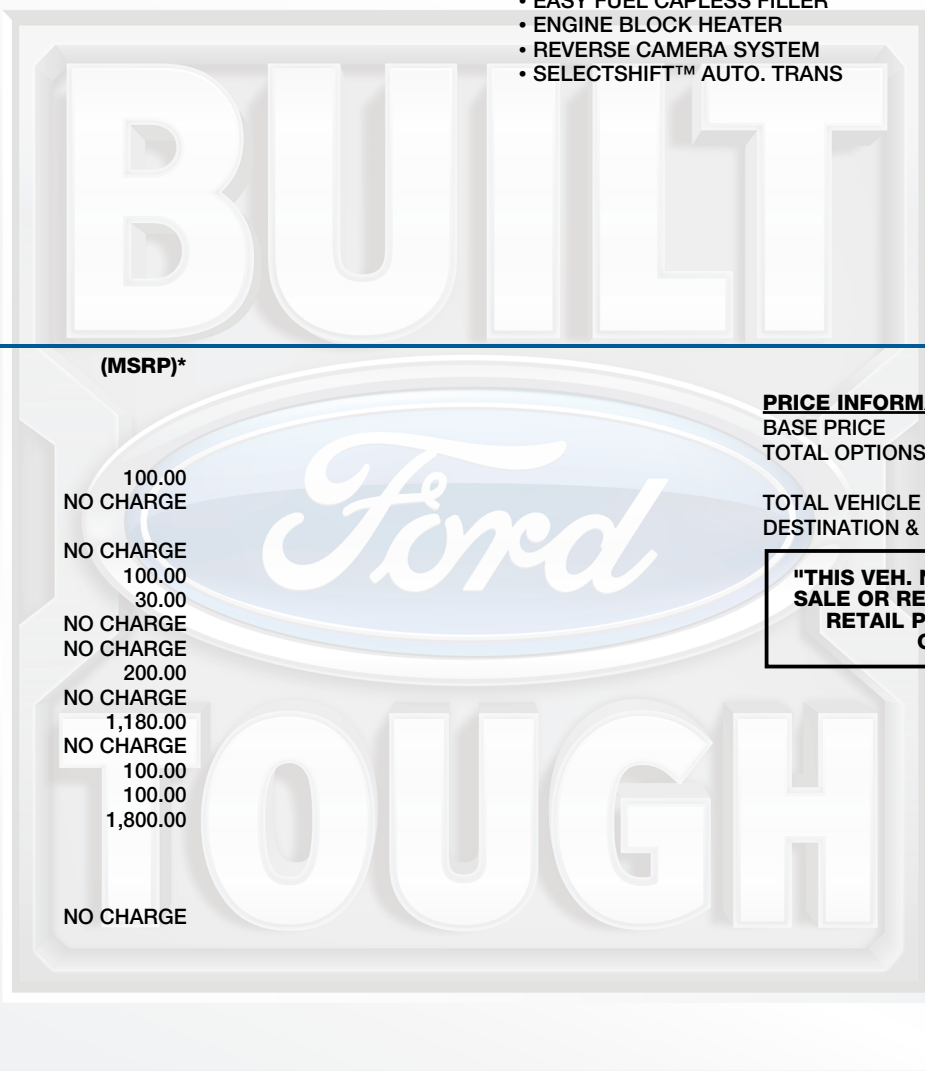 • EASY FUEL CAPLESS FILLER
• ENGINE BLOCK HEATER
• REVERSE CAMERA SYSTEM
• SELECTSHIFT™ AUTO. TRANS
BUILT
(MSRP)*
100.00
NO CHARGE
NO CHARGE
100.00
30.00
NO CHARGE
NO CHARGE
200.00
NO CHARGE
1,180.00
NO CHARGE
100.00
100.00
1,800.00
NO CHARGE
Ford
TOUGH
PRICE INFORMA
BASE PRICE
TOTAL OPTIONS
TOTAL VEHICLE
DESTINATION &
"THIS VEH.
SALE OR RE
RETAIL P